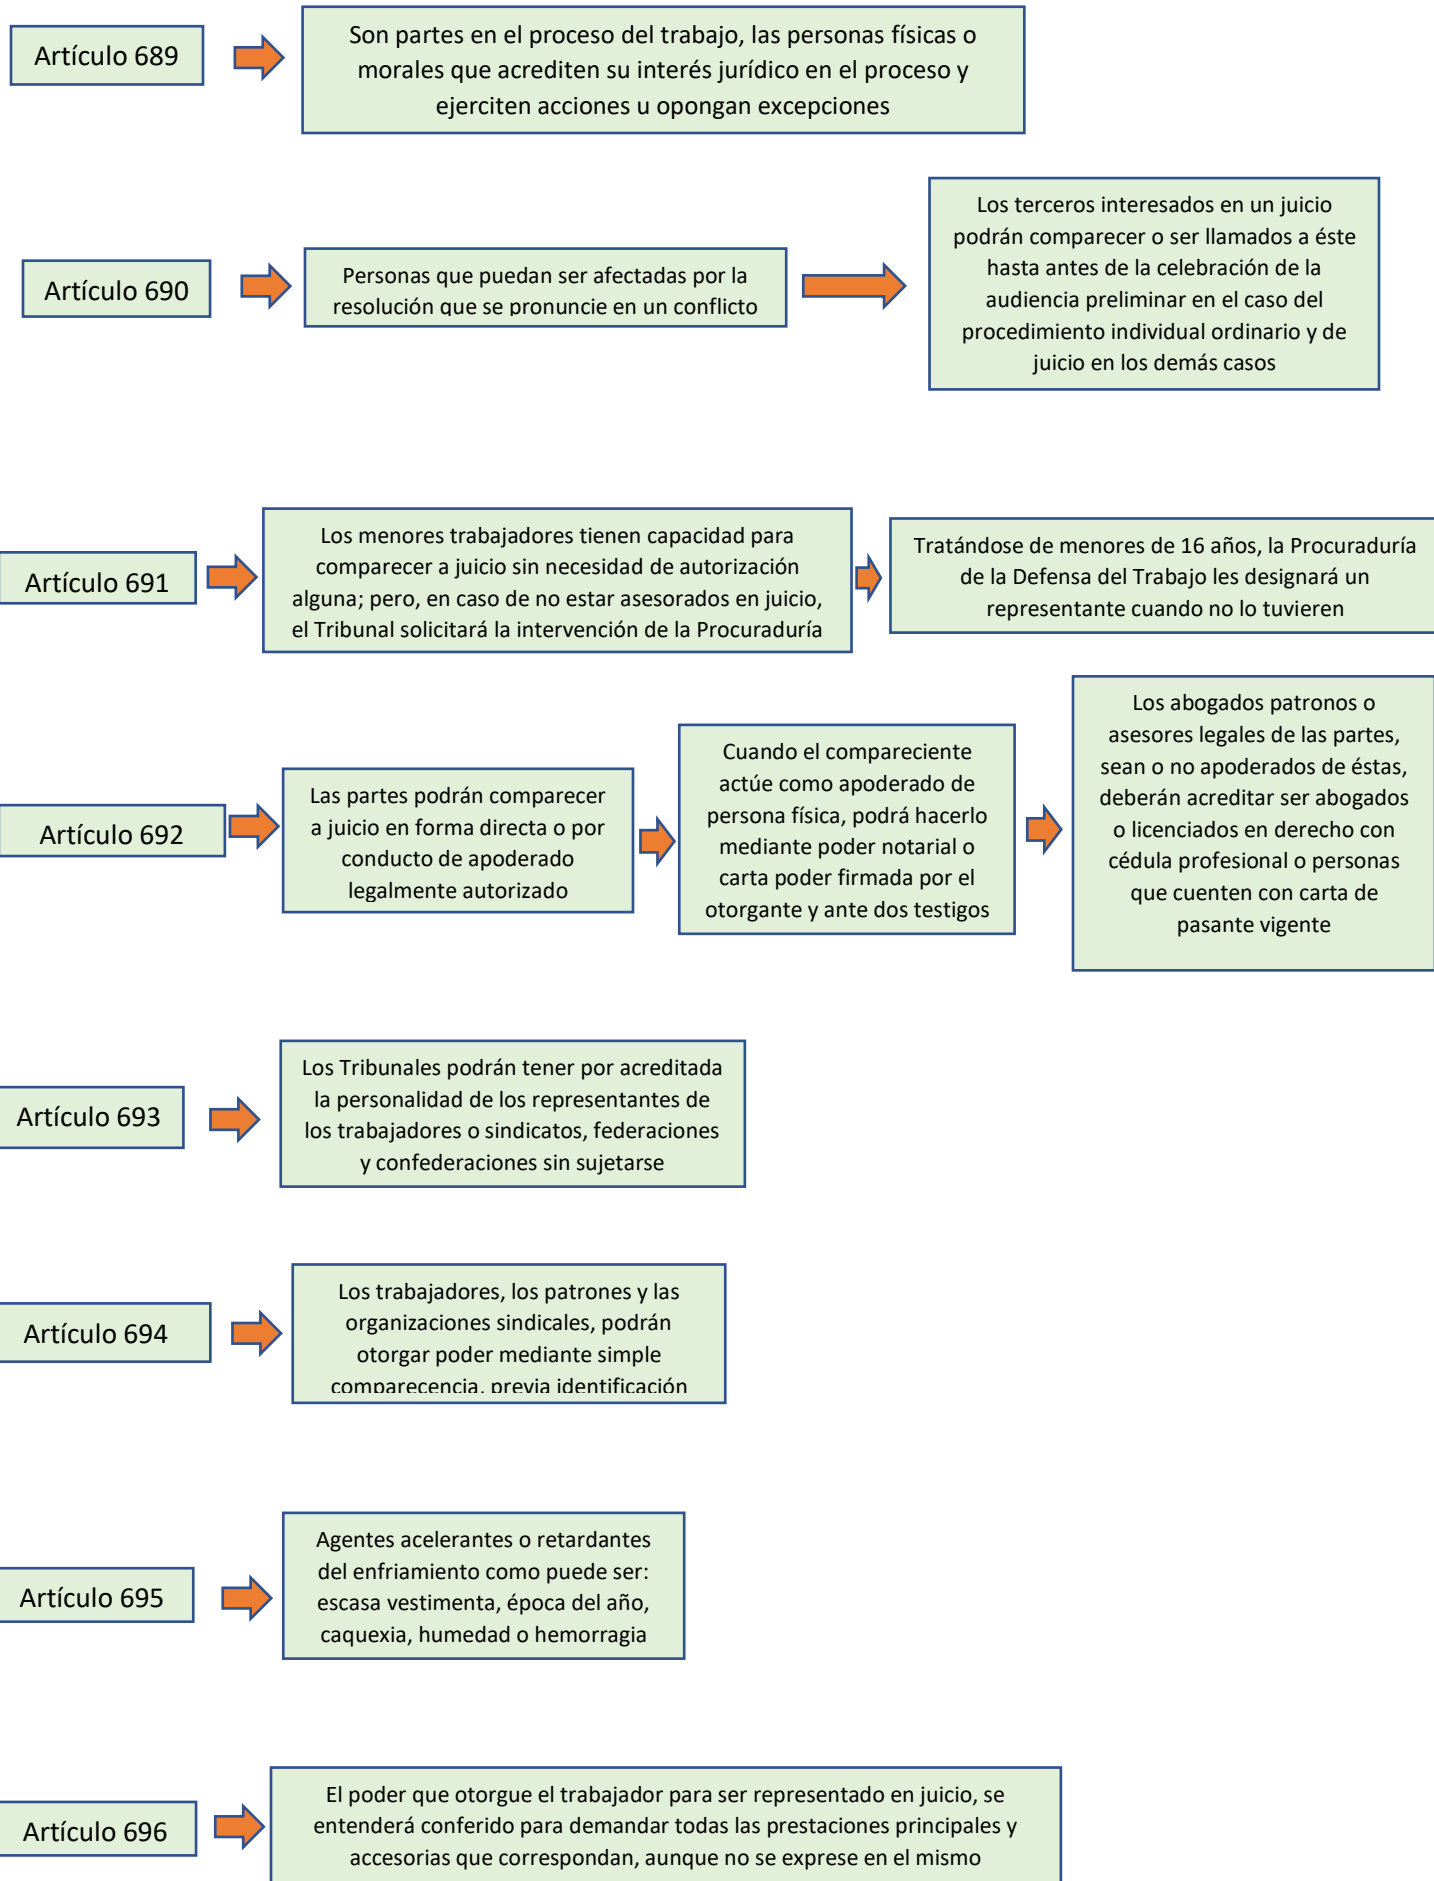 Artículo 689
Son partes en el proceso del trabajo, las personas físicas o
morales que acrediten su interés jurídico en el proceso y
ejerciten acciones u opongan excepciones
Artículo 690
Personas que puedan ser afectadas por la
resolución que se pronuncie en un conflicto
Los terceros interesados en un juicio
podrán comparecer o ser llamados a éste
hasta antes de la celebración de la
audiencia preliminar en el caso del
procedimiento individual ordinario y de
juicio en los demás casos
Artículo 691
Los menores trabajadores tienen capacidad para
comparecer a juicio sin necesidad de autorización
alguna; pero, en caso de no estar asesorados en juicio,
el Tribunal solicitará la intervención de la Procuraduría
Tratándose de menores de 16 años, la Procuraduría
de la Defensa del Trabajo les designará un
representante cuando no lo tuvieren
Artículo 692
Las partes podrán comparecer
a juicio en forma directa o por
conducto de apoderado
legalmente autorizado
Cuando el compareciente
actúe como apoderado de
persona física, podrá hacerlo
mediante poder notarial o
carta poder firmada por el
otorgante y ante dos testigos
Los abogados patronos o
asesores legales de las partes,
sean o no apoderados de éstas,
deberán acreditar ser abogados
o licenciados en derecho con
cédula profesional o personas
que cuenten con carta de
pasante vigente
Artículo 693
Los Tribunales podrán tener por acreditada
la personalidad de los representantes de
los trabajadores o sindicatos, federaciones
y confederaciones sin sujetarse
Artículo 694
Los trabajadores, los patrones y las
organizaciones sindicales, podrán
otorgar poder mediante simple
comparecencia, previa identificación
Artículo 695
Agentes acelerantes o retardantes
del enfriamiento como puede ser:
escasa vestimenta, época del año,
caquexia, humedad o hemorragia
Artículo 696
El poder que otorgue el trabajador para ser representado en juicio, se
entenderá conferido para demandar todas las prestaciones principales y
accesorias que correspondan, aunque no se exprese en el mismo